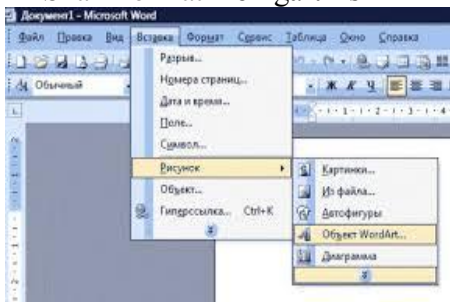 Документ1 - Microsoft Word
Файл Правка Вид Вставка Формат Сервис Таблица Окно Справка
Обычный
Ж К Ч
Разрыв...
Номера страниц...
Дата и время...
Поле...
Символ...
Рисунок
Объект...
Гиперссылка... Ctrl+K
Картинки...
Из файла...
Автофигуры
Объект WordArt...
Диаграмма